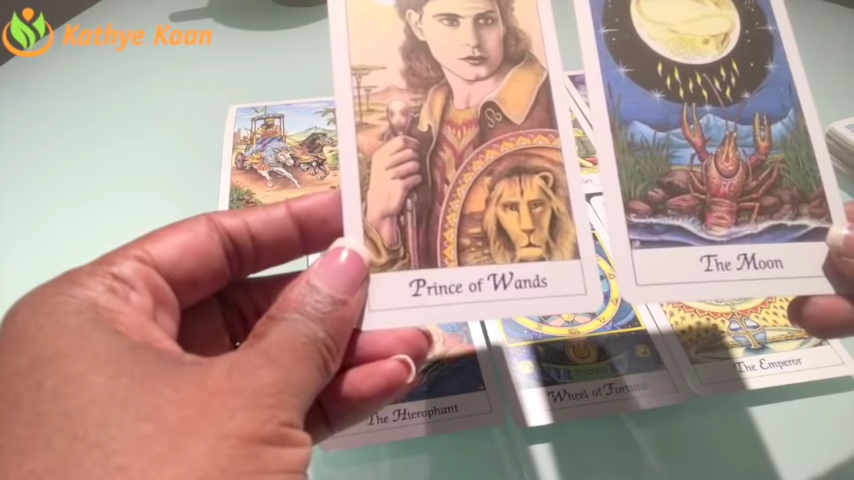 Kathye Kaan
Prince of Wands
The Moon
The Hierophant
Wheel of Fortune
The Emperor